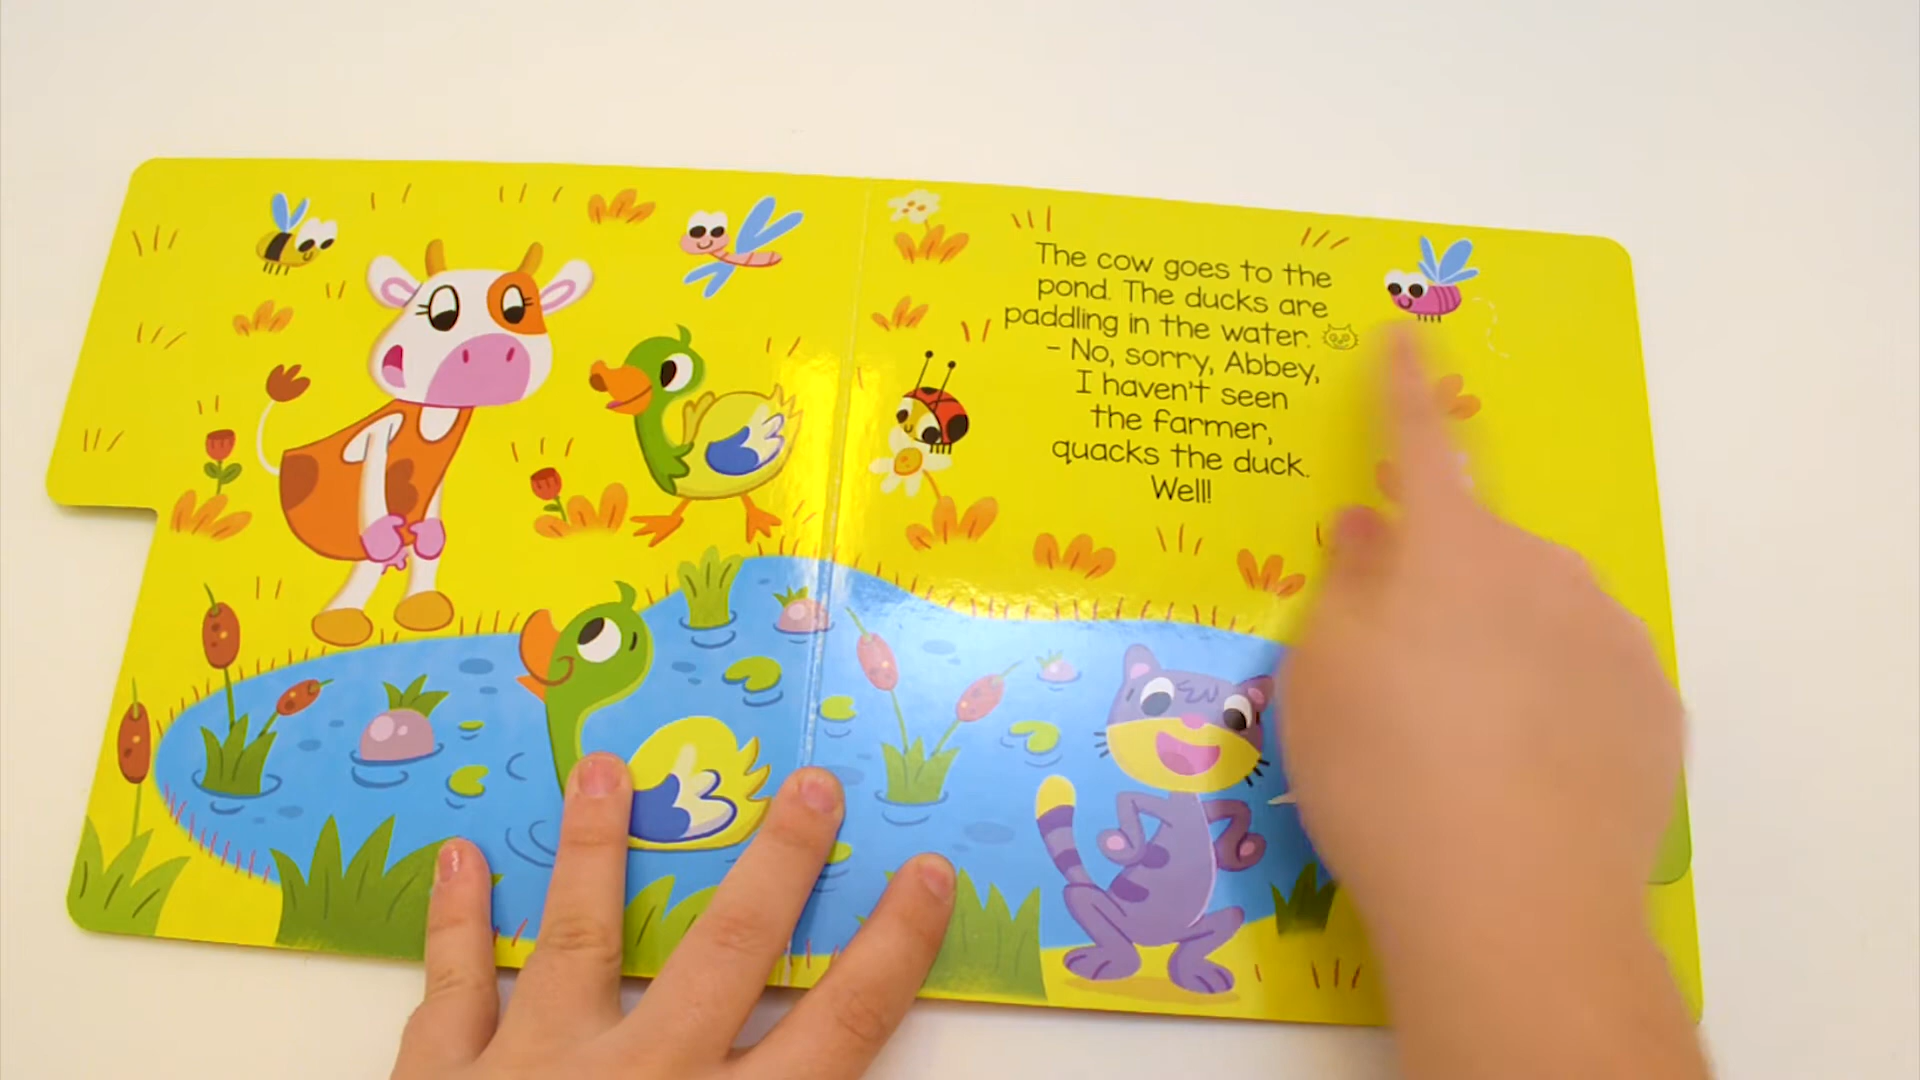 The cow goes to the
pond. The ducks are
paddling in the water.
- No, sorry, Abbey,
I haven't seen
the farmer,
quacks the duck.
Well!